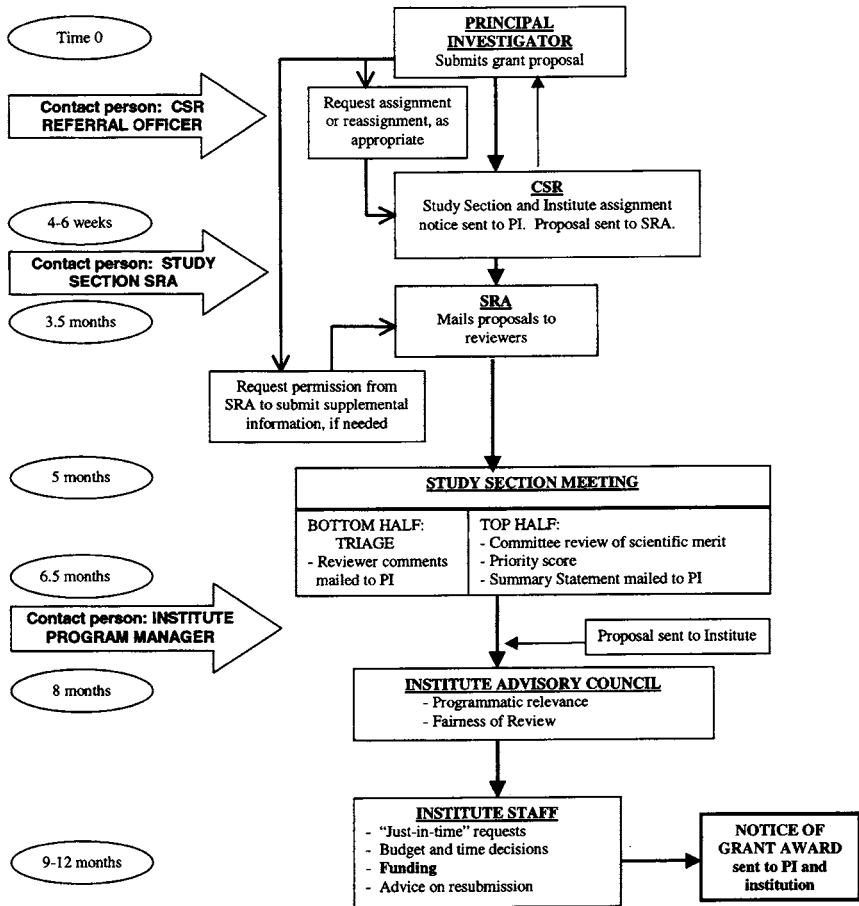 Time 0
PRINCIPAL
INVESTIGATOR
Submits grant proposal
Contact person: CSR
REFERRAL OFFICER
Request assignment
or reassignment, as
appropriate
CSR
Study Section and Institute assignment
notice sent to PI. Proposal sent to SRA.
4-6 weeks
Contact person: STUDY
SECTION SRA
SRA
Mails proposals to
reviewers
3.5 months
Request permission from
SRA to submit supplemental
information, if needed
5 months
STUDY SECTION MEETING
BOTTOM HALF:
TRIAGE
- Reviewer comments
mailed to PI
TOP HALF:
- Committee review of scientific merit
- Priority score
- Summary Statement mailed to PI
6.5 months
Contact person: INSTITUTE
PROGRAM MANAGER
Proposal sent to Institute
8 months
INSTITUTE ADVISORY COUNCIL
- Programmatic relevance
- Fairness of Review
INSTITUTE STAFF
- "Just-in-time" requests
- Budget and time decisions
- Funding
- Advice on resubmission
9-12 months
NOTICE OF
GRANT AWARD
sent to PI and
institution